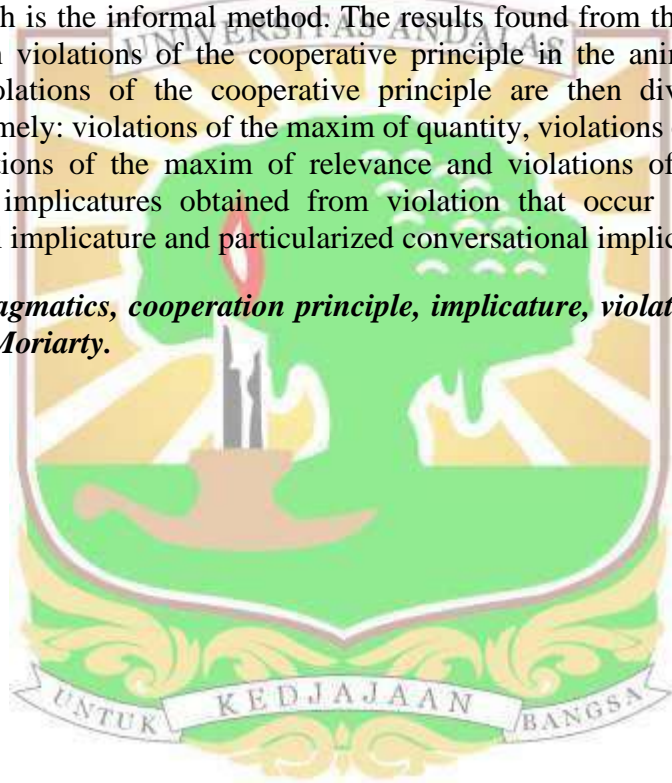 h is the informal method. The results found from th
UNIVERSITAS ANDALAS
n violations of the cooperative principle in the ani
olations of the cooperative principle are then div
mely: violations of the maxim of quantity, violations
tions of the maxim of relevance and violations of
implicatures obtained from violation that occur
l implicature and particularized conversational implic
agmatics, cooperation principle, implicature, violat
Moriarty.
UNTUK KEDJAJAAN BANGSA